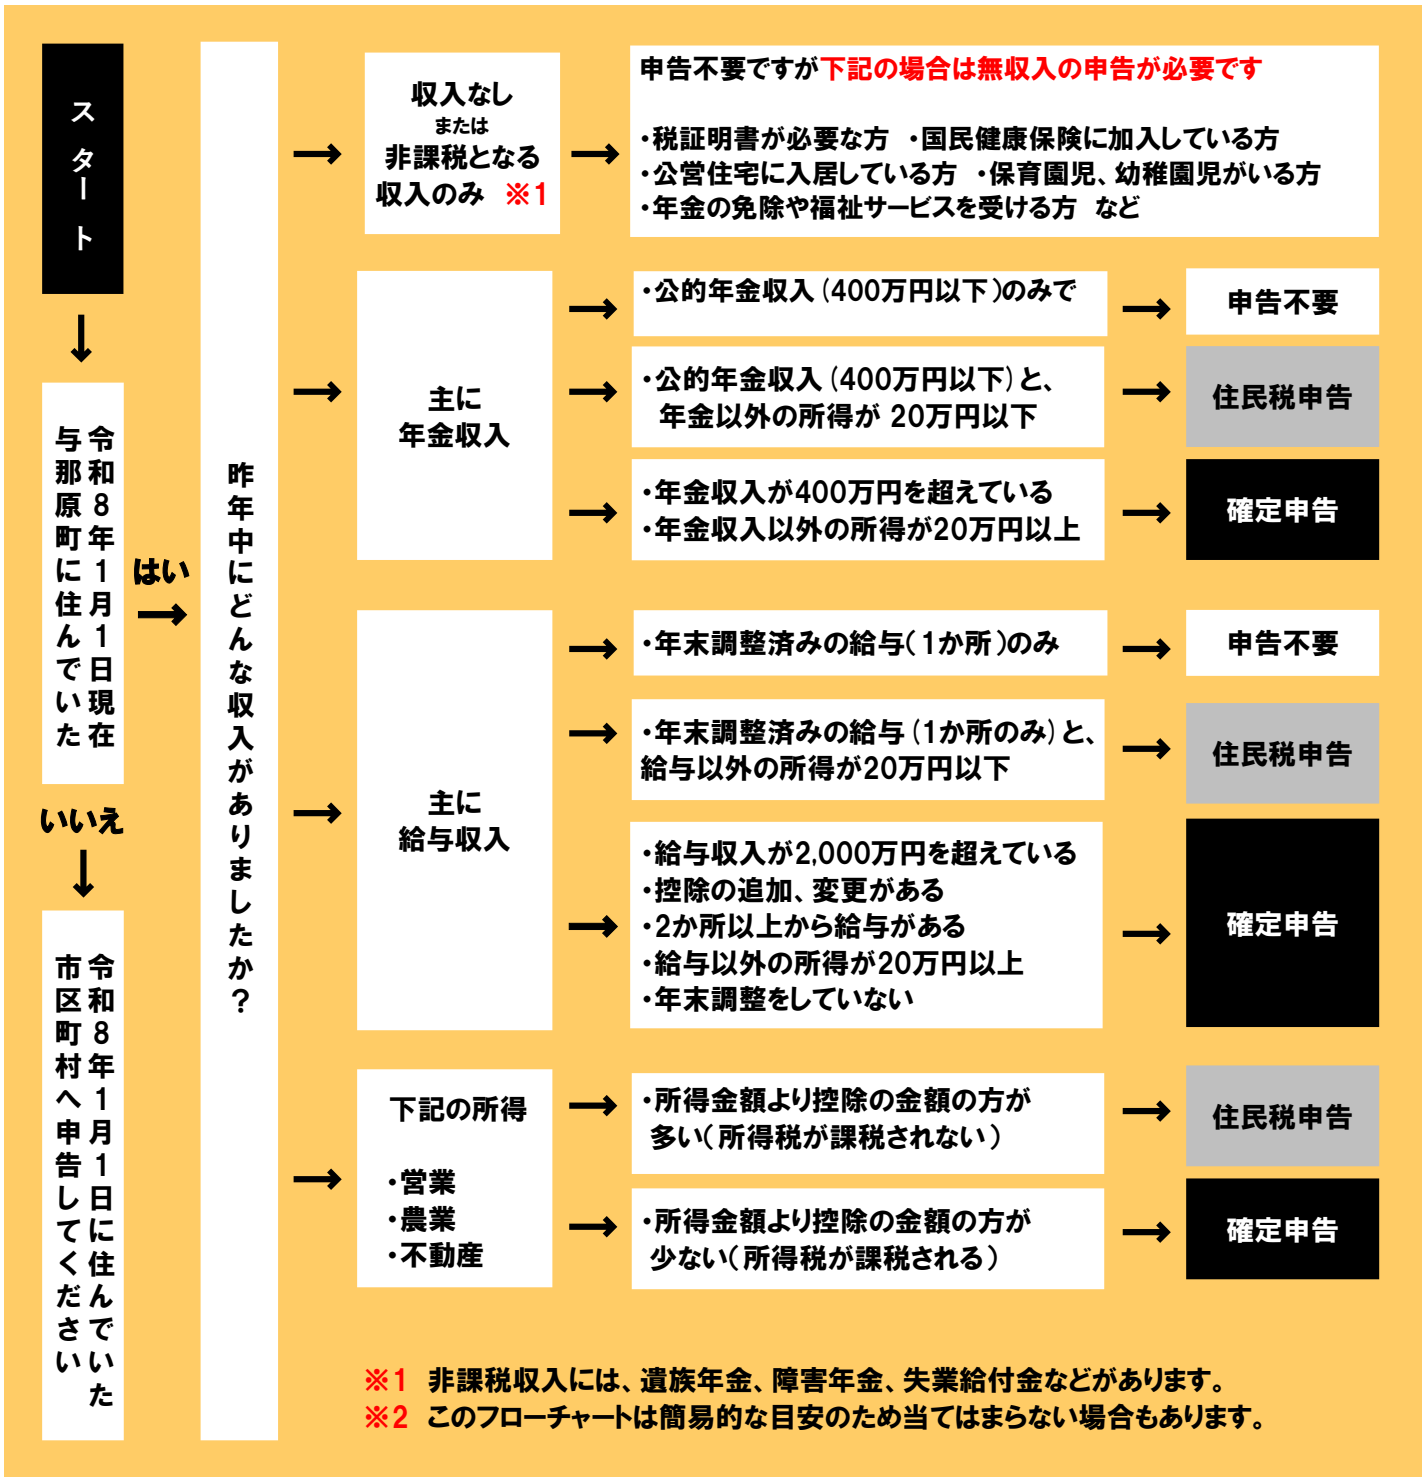 スタート
令和8年1月1日現在
与那原町に住んでいた
はい
いいえ
令和8年1月1日に住んでいた
市区町村へ申告してください
昨年中にどんな収入がありましたか?
収入なし
または
非課税となる
収入のみ ※1
申告不要ですが下記の場合は無収入の申告が必要です
・税証明書が必要な方 ・国民健康保険に加入している方
・公営住宅に入居している方 ・保育園児、幼稚園児がいる方
・年金の免除や福祉サービスを受ける方 など
主に
年金収入
・公的年金収入(400万円以下)のみで
申告不要
・公的年金収入(400万円以下)と、
年金以外の所得が 20万円以下
住民税申告
・年金収入が400万円を超えている
・年金収入以外の所得が20万円以上
確定申告
主に
給与収入
・年末調整済みの給与(1か所)のみ
申告不要
・年末調整済みの給与(1か所のみ)と、
給与以外の所得が20万円以下
住民税申告
・給与収入が2,000万円を超えている
・控除の追加、変更がある
・2か所以上から給与がある
・給与以外の所得が20万円以上
・年末調整をしていない
確定申告
下記の所得
・営業
・農業
・不動産
・所得金額より控除の金額の方が
多い(所得税が課税されない)
住民税申告
・所得金額より控除の金額の方が
少ない(所得税が課税される)
確定申告
※1 非課税収入には、遺族年金、障害年金、失業給付金などがあります。
※2 このフローチャートは簡易的な目安のため当てはまらない場合もあります。